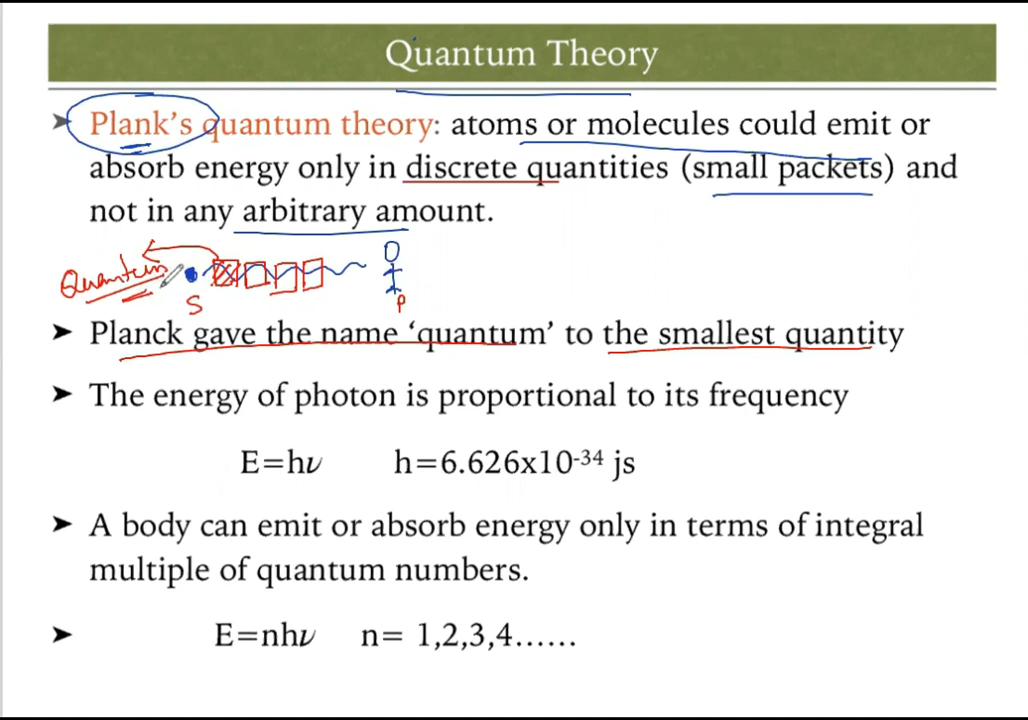 Quantum Theory
➤ Plank's quantum theory: atoms or molecules could emit or
absorb energy only in discrete quantities (small packets) and
not in any arbitrary amount.
Quantum
S
P
➤ Planck gave the name ‘quantum’ to the smallest quantity
➤ The energy of photon is proportional to its frequency
E=hν h=6.626x10⁻³⁴ js
➤ A body can emit or absorb energy only in terms of integral
multiple of quantum numbers.
➤ E=nhν n= 1,2,3,4......